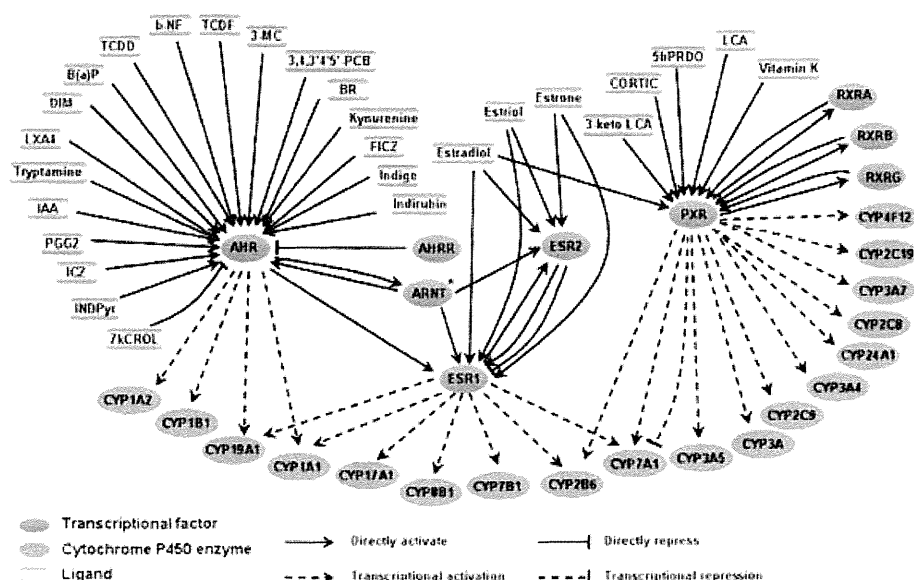 b-NF
TCDF
3-MC
TCDD
3,4,3'4'5'-PCB
B(a)P
BR
DIM
Kynurenine
LXA4
FICZ
Tryptamine
Indigo
IAA
Indirubin
PGG2
AHR
AHRR
ICZ
ARNT
INDPyr
7kCROL
Estriol
Estrone
Estradiol
ESR2
ESR1
LCA
5bPRDO
Vitamin K
CORTIC
3 keto LCA
RXRA
RXRB
RXRG
PXR
CYP4F12
CYP2C19
CYP3A7
CYP2C8
CYP24A1
CYP3A4
CYP2C9
CYP3A
CYP3A5
CYP7A1
CYP2B6
CYP7B1
CYP8B1
CYP17A1
CYP1A1
CYP19A1
CYP1B1
CYP1A2
Transcriptional factor
Cytochrome P450 enzyme
Ligand
Directly activate
Directly repress
Transcriptional activation
Transcriptional repression